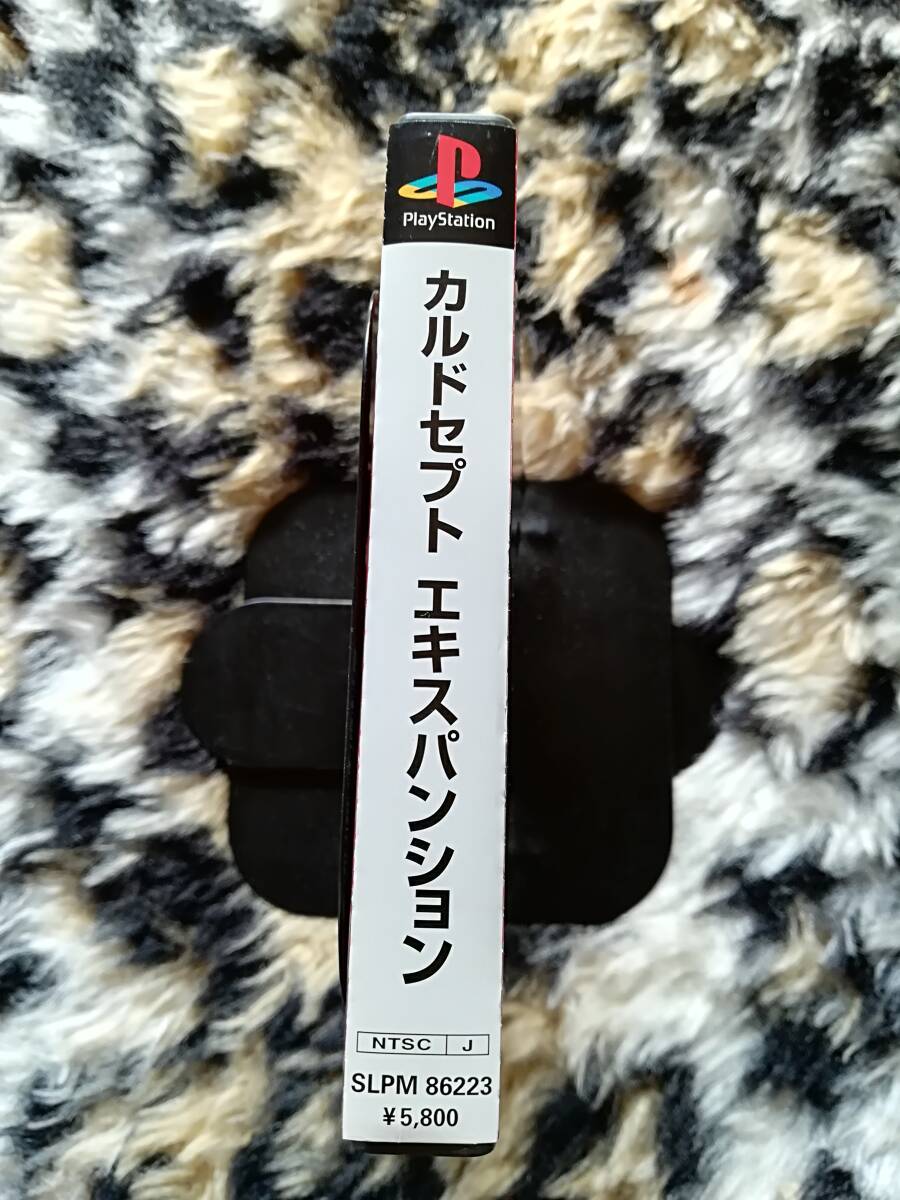 PlayStation
カルドセプト エキスパンション
NTSC J
SLPM 86223
¥5,800